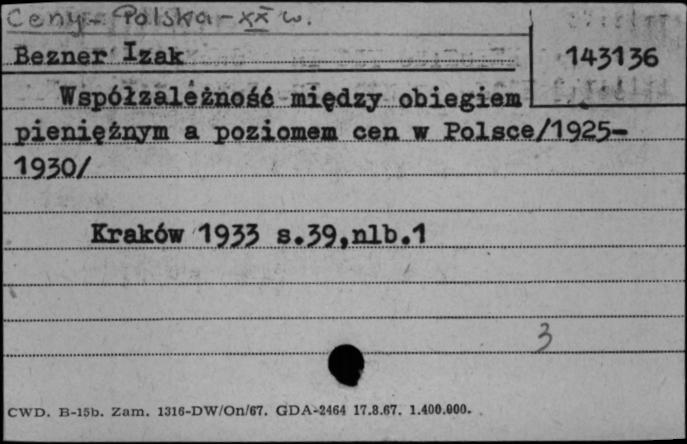 Ceny - Polska - XX w.
Bezner Izak
143136
Współzależność między obiegiem
pieniężnym a poziomem cen w Polsce/1925-
1930/
Kraków 1933 s.39,nlb.1
3
CWD. B-15b. Zam. 1316-DW/On/67. GDA-2464 17.8.67. 1.400.000.